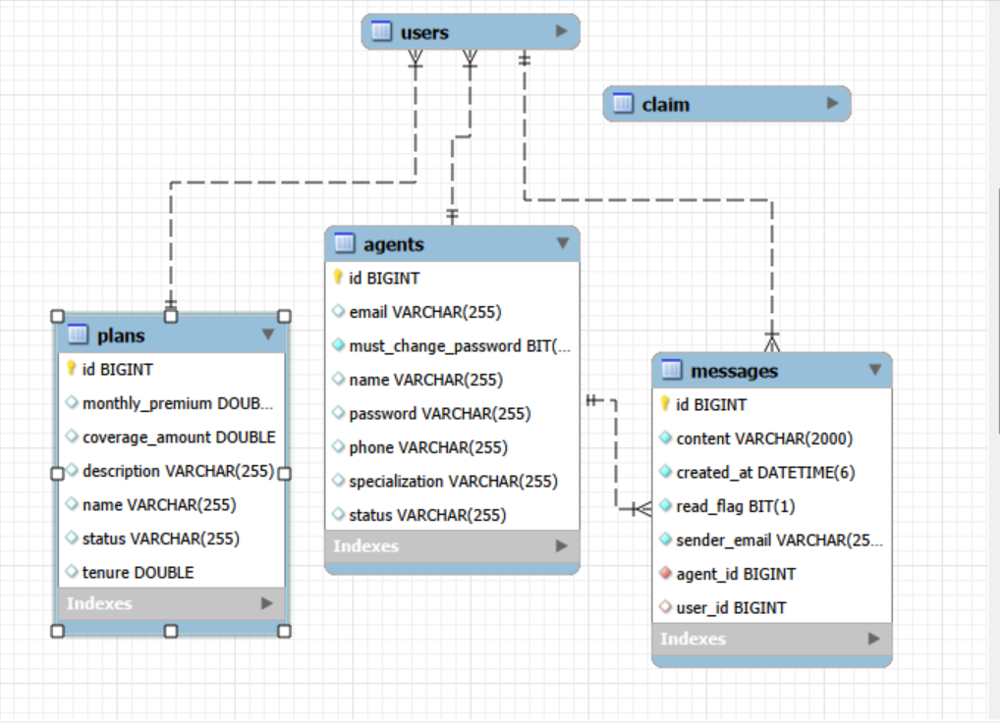 users
claim
agents
id BIGINT
email VARCHAR(255)
must_change_password BIT(...
name VARCHAR(255)
password VARCHAR(255)
phone VARCHAR(255)
specialization VARCHAR(255)
status VARCHAR(255)
Indexes
plans
id BIGINT
monthly_premium DOUB...
coverage_amount DOUBLE
description VARCHAR(255)
name VARCHAR(255)
status VARCHAR(255)
tenure DOUBLE
Indexes
messages
id BIGINT
content VARCHAR(2000)
created_at DATETIME(6)
read_flag BIT(1)
sender_email VARCHAR(25...
agent_id BIGINT
user_id BIGINT
Indexes